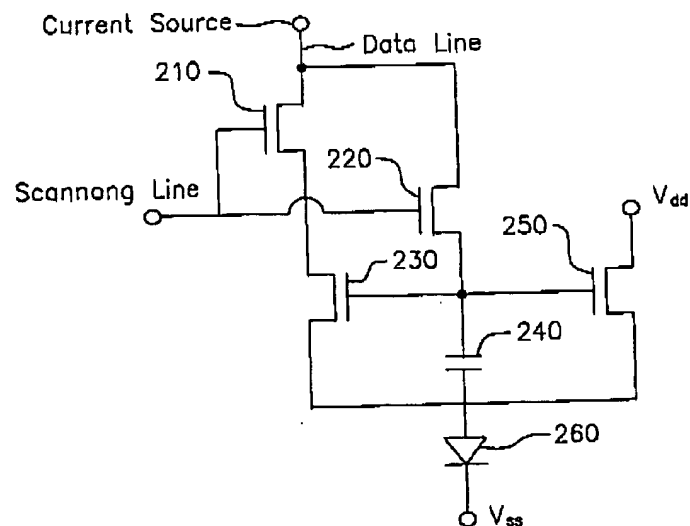 Current Source
Data Line
210
220
Scannong Line
V_dd
250
230
240
260
V_ss